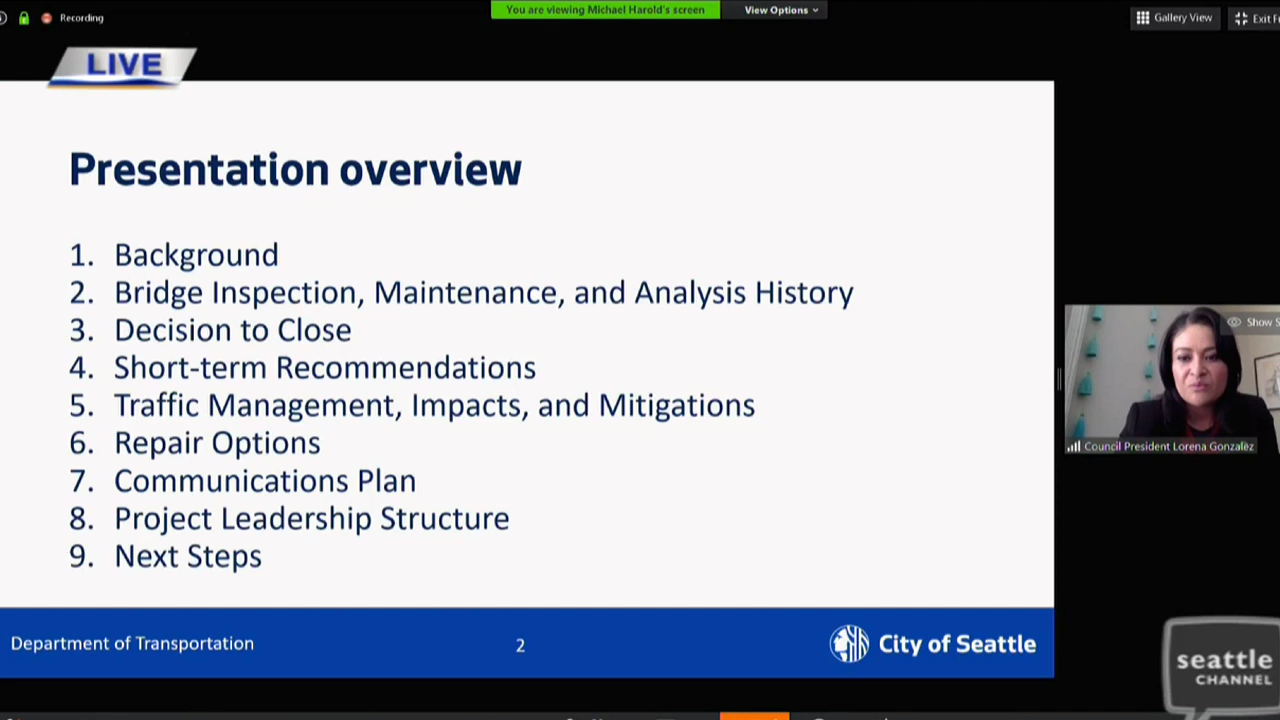 Recording
You are viewing Michael Harold's screen
View Options
Gallery View
Exit F
LIVE
Presentation overview
1. Background
2. Bridge Inspection, Maintenance, and Analysis History
3. Decision to Close
4. Short-term Recommendations
5. Traffic Management, Impacts, and Mitigations
6. Repair Options
7. Communications Plan
8. Project Leadership Structure
9. Next Steps
Show S
Council President Lorena Gonzalèz
Department of Transportation
2
City of Seattle
seattle
CHANNEL